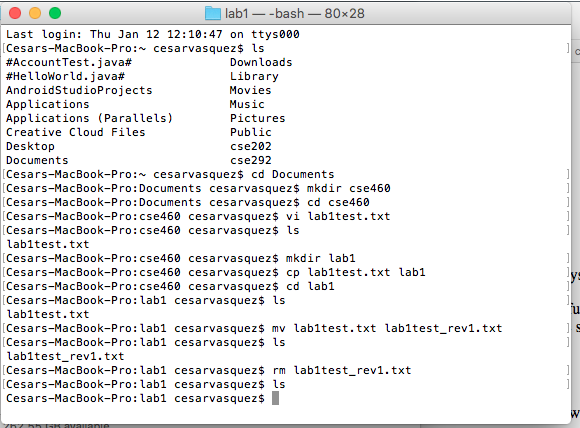 lab1 — -bash — 80×28
Last login: Thu Jan 12 12:10:47 on ttys000
[Cesars-MacBook-Pro:~ cesarvasquez$ ls ]
#AccountTest.java# Downloads
#HelloWorld.java# Library
AndroidStudioProjects Movies
Applications Music
Applications (Parallels) Pictures
Creative Cloud Files Public
Desktop cse202
Documents cse292
[Cesars-MacBook-Pro:~ cesarvasquez$ cd Documents ]
[Cesars-MacBook-Pro:Documents cesarvasquez$ mkdir cse460 ]
[Cesars-MacBook-Pro:Documents cesarvasquez$ cd cse460 ]
[Cesars-MacBook-Pro:cse460 cesarvasquez$ vi lab1test.txt ]
[Cesars-MacBook-Pro:cse460 cesarvasquez$ ls ]
lab1test.txt
[Cesars-MacBook-Pro:cse460 cesarvasquez$ mkdir lab1 ]
[Cesars-MacBook-Pro:cse460 cesarvasquez$ cp lab1test.txt lab1 ]
[Cesars-MacBook-Pro:cse460 cesarvasquez$ cd lab1 ]
[Cesars-MacBook-Pro:lab1 cesarvasquez$ ls ]
lab1test.txt
[Cesars-MacBook-Pro:lab1 cesarvasquez$ mv lab1test.txt lab1test_rev1.txt ]
[Cesars-MacBook-Pro:lab1 cesarvasquez$ ls ]
lab1test_rev1.txt
[Cesars-MacBook-Pro:lab1 cesarvasquez$ rm lab1test_rev1.txt ]
[Cesars-MacBook-Pro:lab1 cesarvasquez$ ls ]
Cesars-MacBook-Pro:lab1 cesarvasquez$